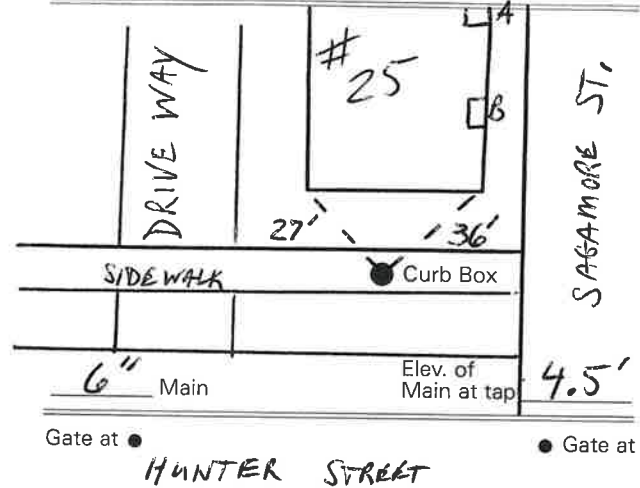 A
# 25
B
DRIVE WAY
SAGAMORE ST.
27'
36'
SIDEWALK
Curb Box
6" Main
Elev. of
Main at tap 4.5'
Gate at
Gate at
HUNTER STREET